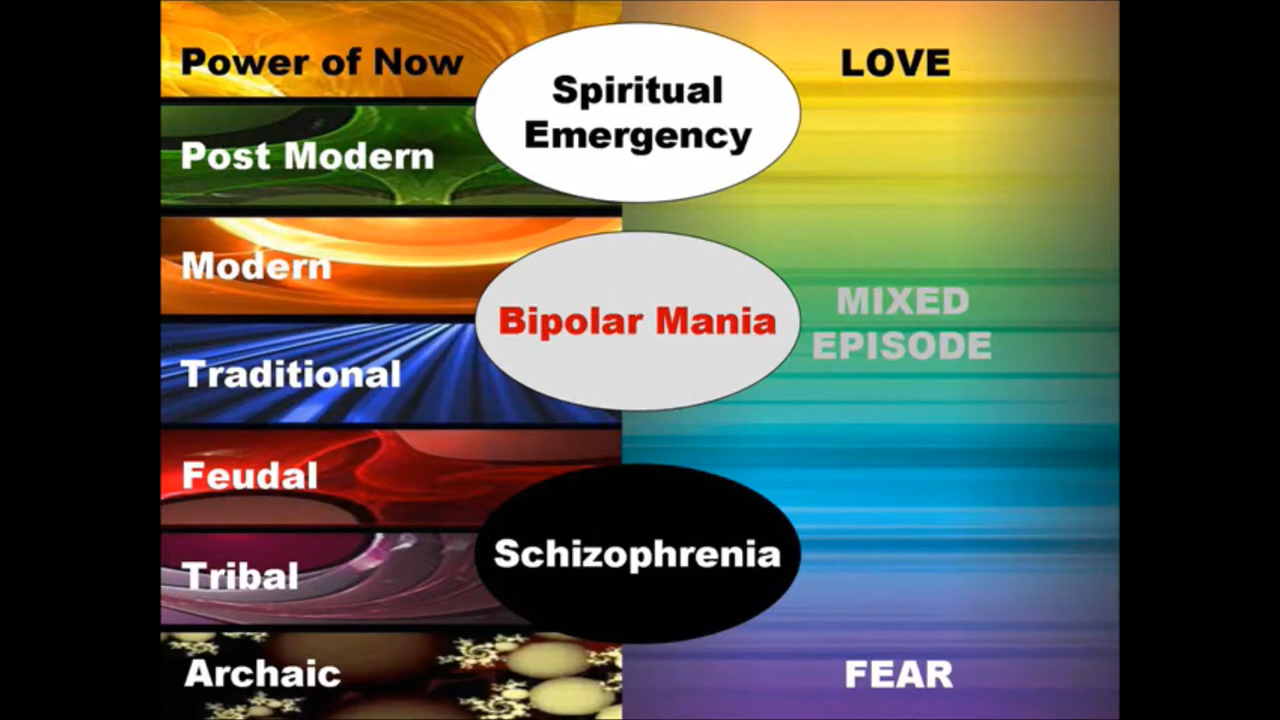 Power of Now
Post Modern
Modern
Traditional
Feudal
Tribal
Archaic
Spiritual
Emergency
Bipolar Mania
Schizophrenia
LOVE
MIXED
EPISODE
FEAR